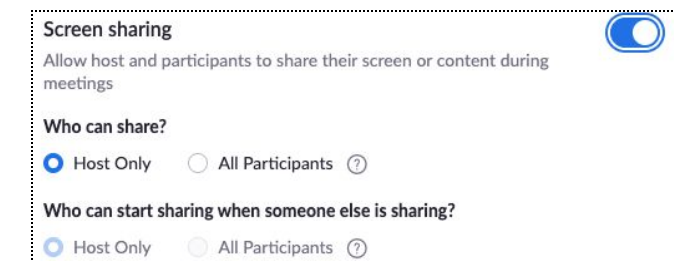 Screen sharing
Allow host and participants to share their screen or content during
meetings
Who can share?
Host Only All Participants ?
Who can start sharing when someone else is sharing?
Host Only All Participants ?